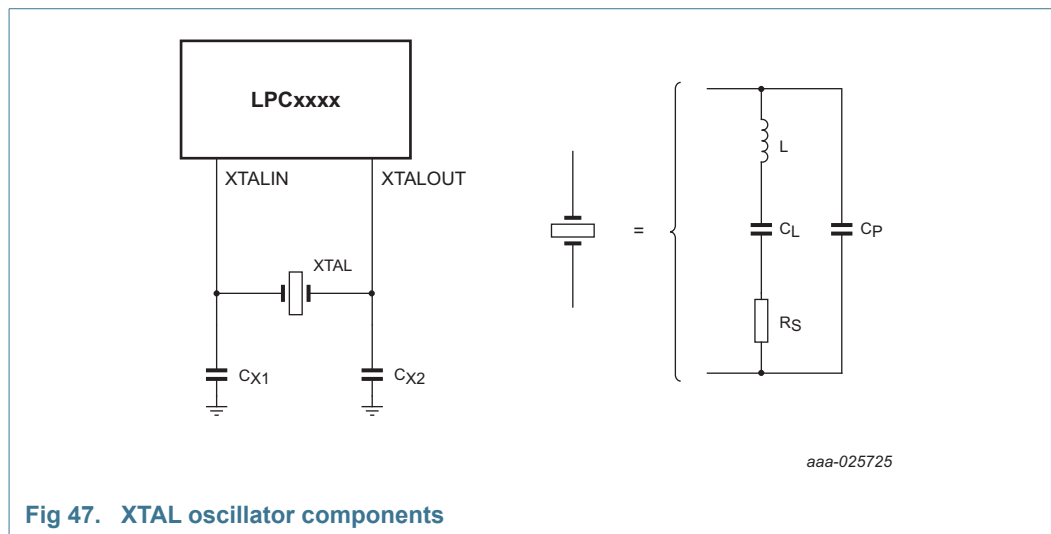 LPCxxxx
XTALIN
XTALOUT
XTAL
CX1
CX2
=
L
CL
CP
RS
aaa-025725
Fig 47. XTAL oscillator components